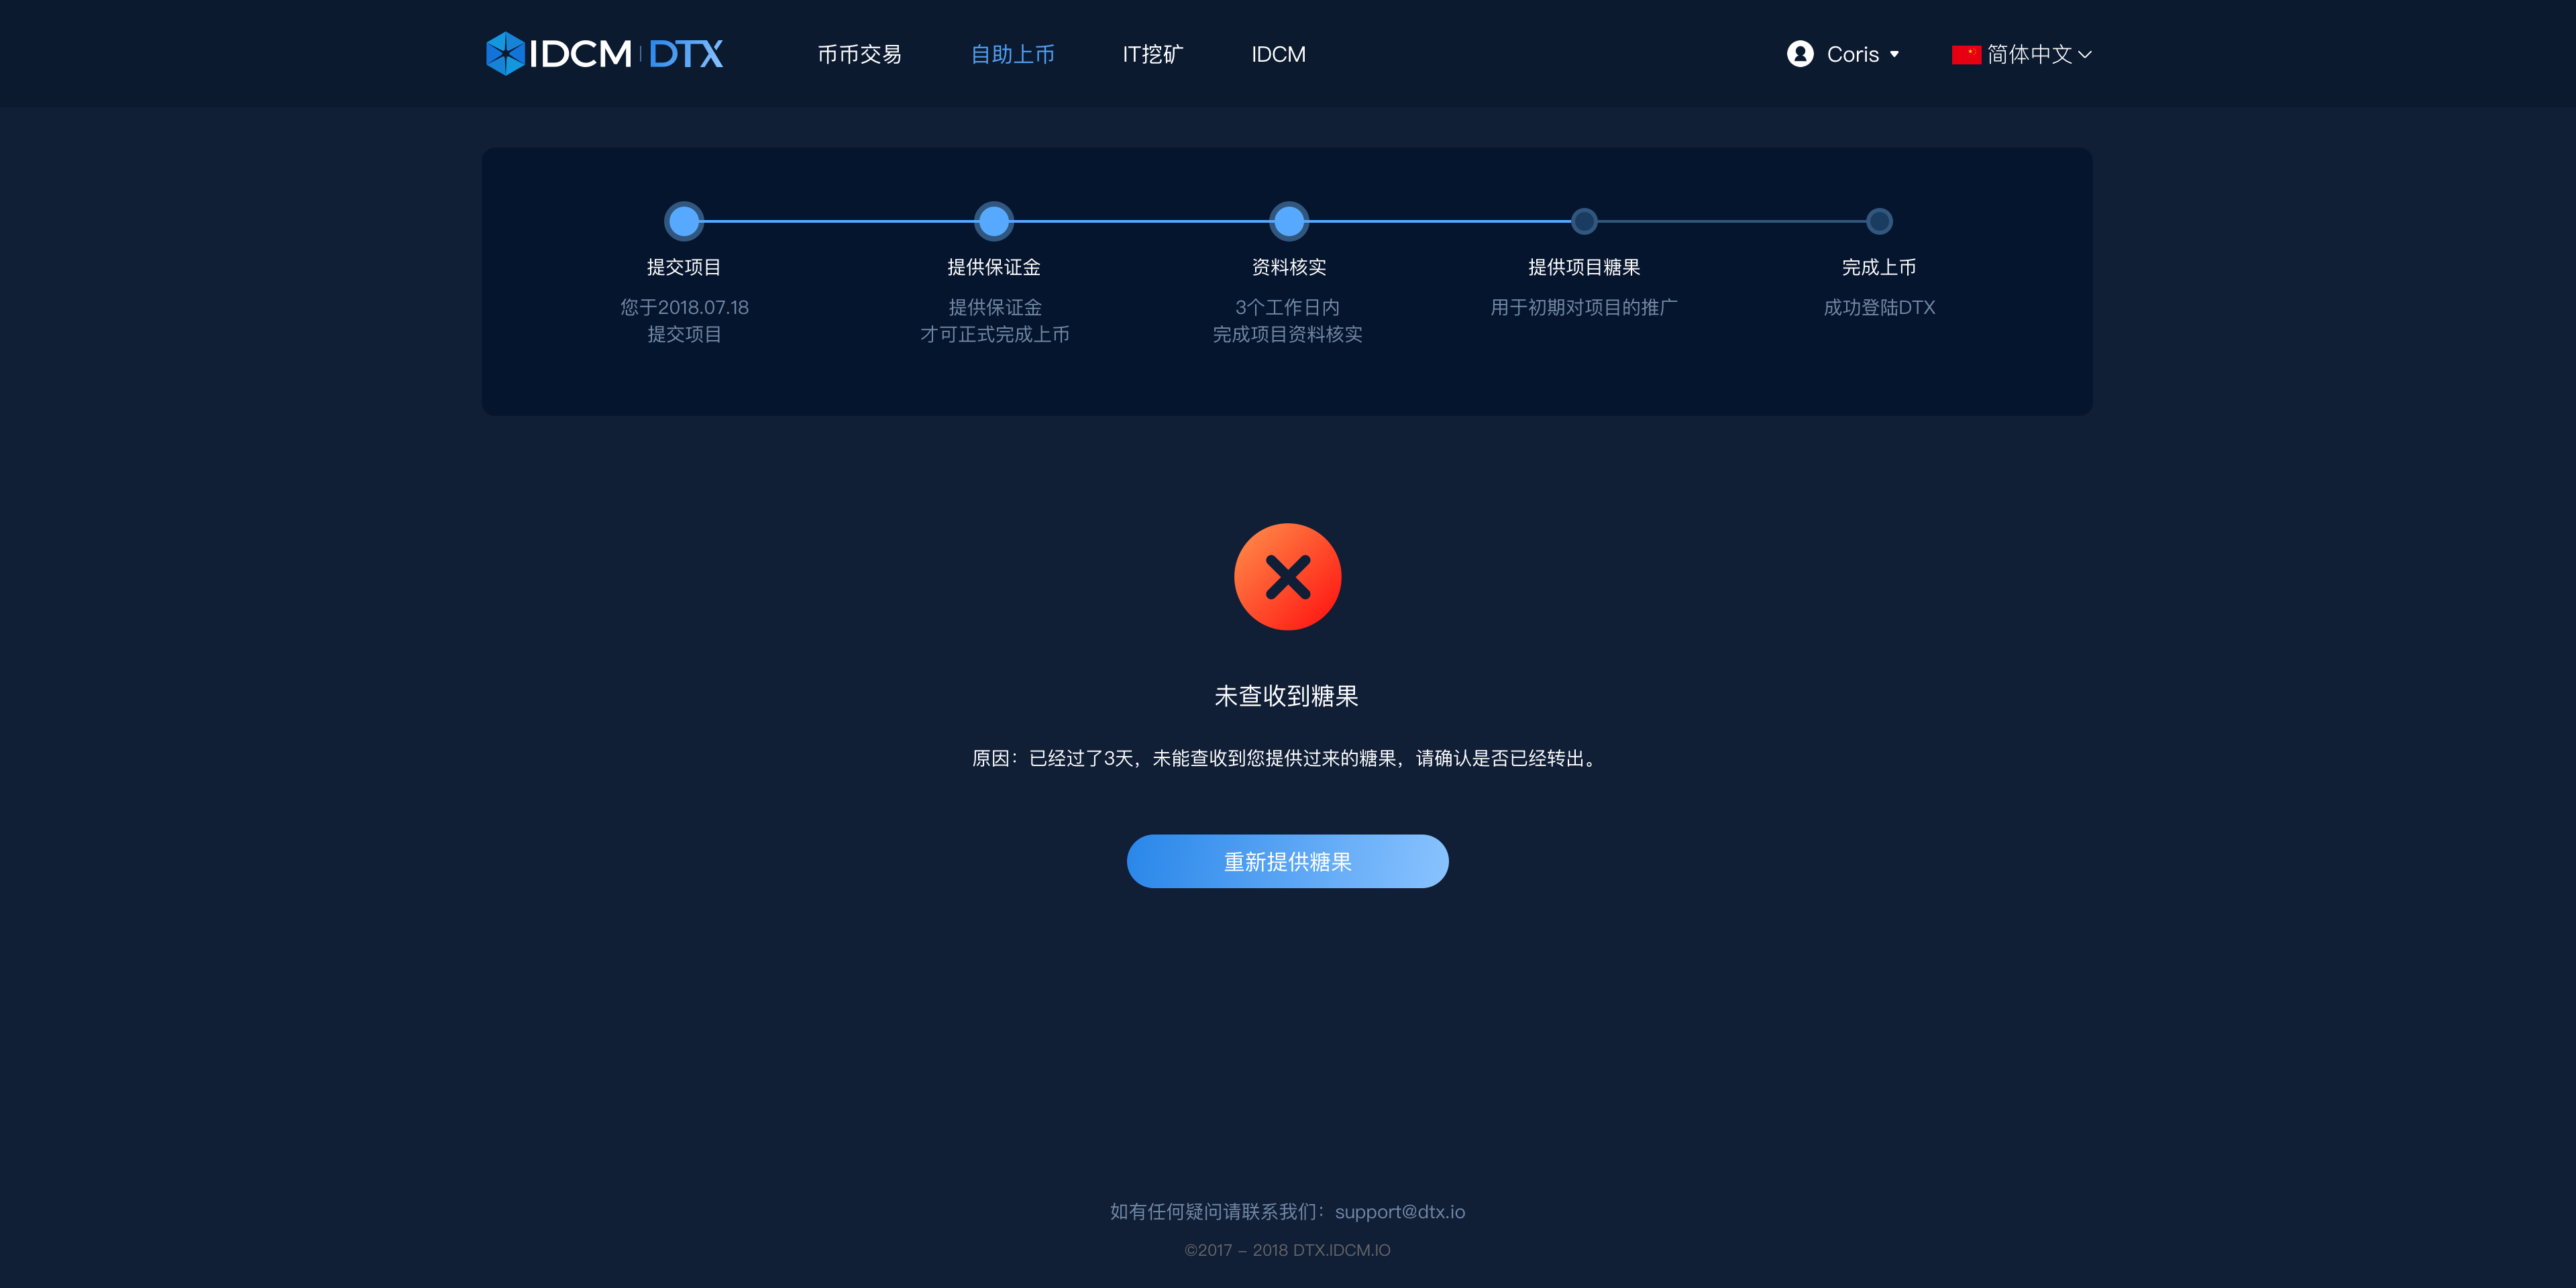 IDCM | DTX
币币交易
自助上币
IT挖矿
IDCM
Coris
简体中文
提交项目
您于2018.07.18
提交项目
提供保证金
提供保证金
才可正式完成上币
资料核实
3个工作日内
完成项目资料核实
提供项目糖果
用于初期对项目的推广
完成上币
成功登陆DTX
未查收到糖果
原因：已经过了3天，未能查收到您提供过来的糖果，请确认是否已经转出。
重新提供糖果
如有任何疑问请联系我们：support@dtx.io
©2017 – 2018 DTX.IDCM.IO